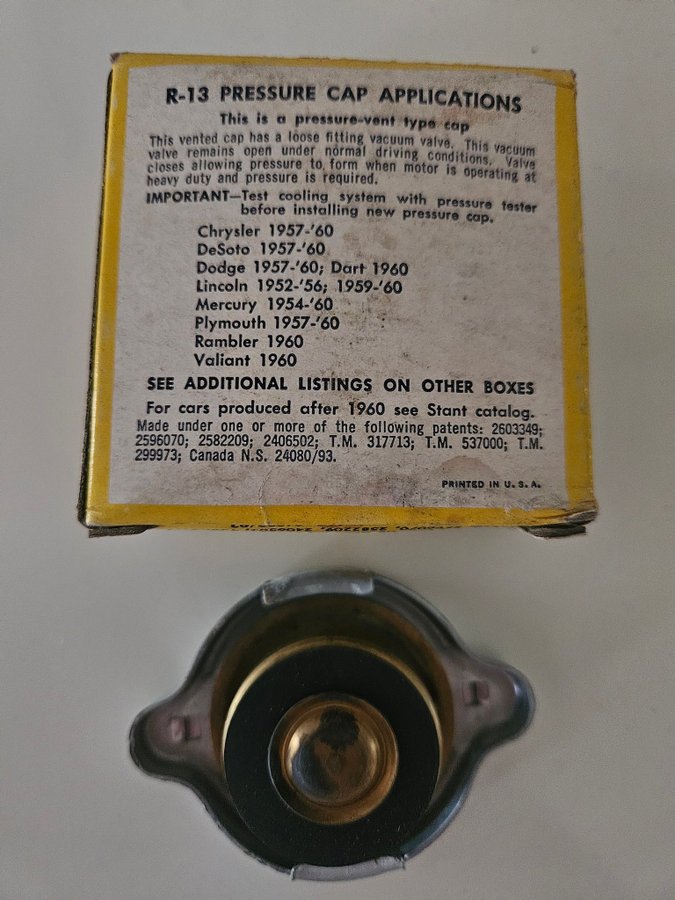 R-13 PRESSURE CAP APPLICATIONS
This is a pressure-vent type cap
This vented cap has a loose fitting vacuum valve. This vacuum
valve remains open under normal driving conditions. Valve
closes allowing pressure to form when motor is operating at
heavy duty and pressure is required.
IMPORTANT—Test cooling system with pressure tester
before installing new pressure cap.
Chrysler 1957-'60
DeSoto 1957-'60
Dodge 1957-'60; Dart 1960
Lincoln 1952-'56; 1959-'60
Mercury 1954-'60
Plymouth 1957-'60
Rambler 1960
Valiant 1960
SEE ADDITIONAL LISTINGS ON OTHER BOXES
For cars produced after 1960 see Stant catalog.
Made under one or more of the following patents: 2603349;
2596070; 2582209; 2406502; T.M. 317713; T.M. 537000; T.M.
299973; Canada N.S. 24080/93.
PRINTED IN U.S.A.